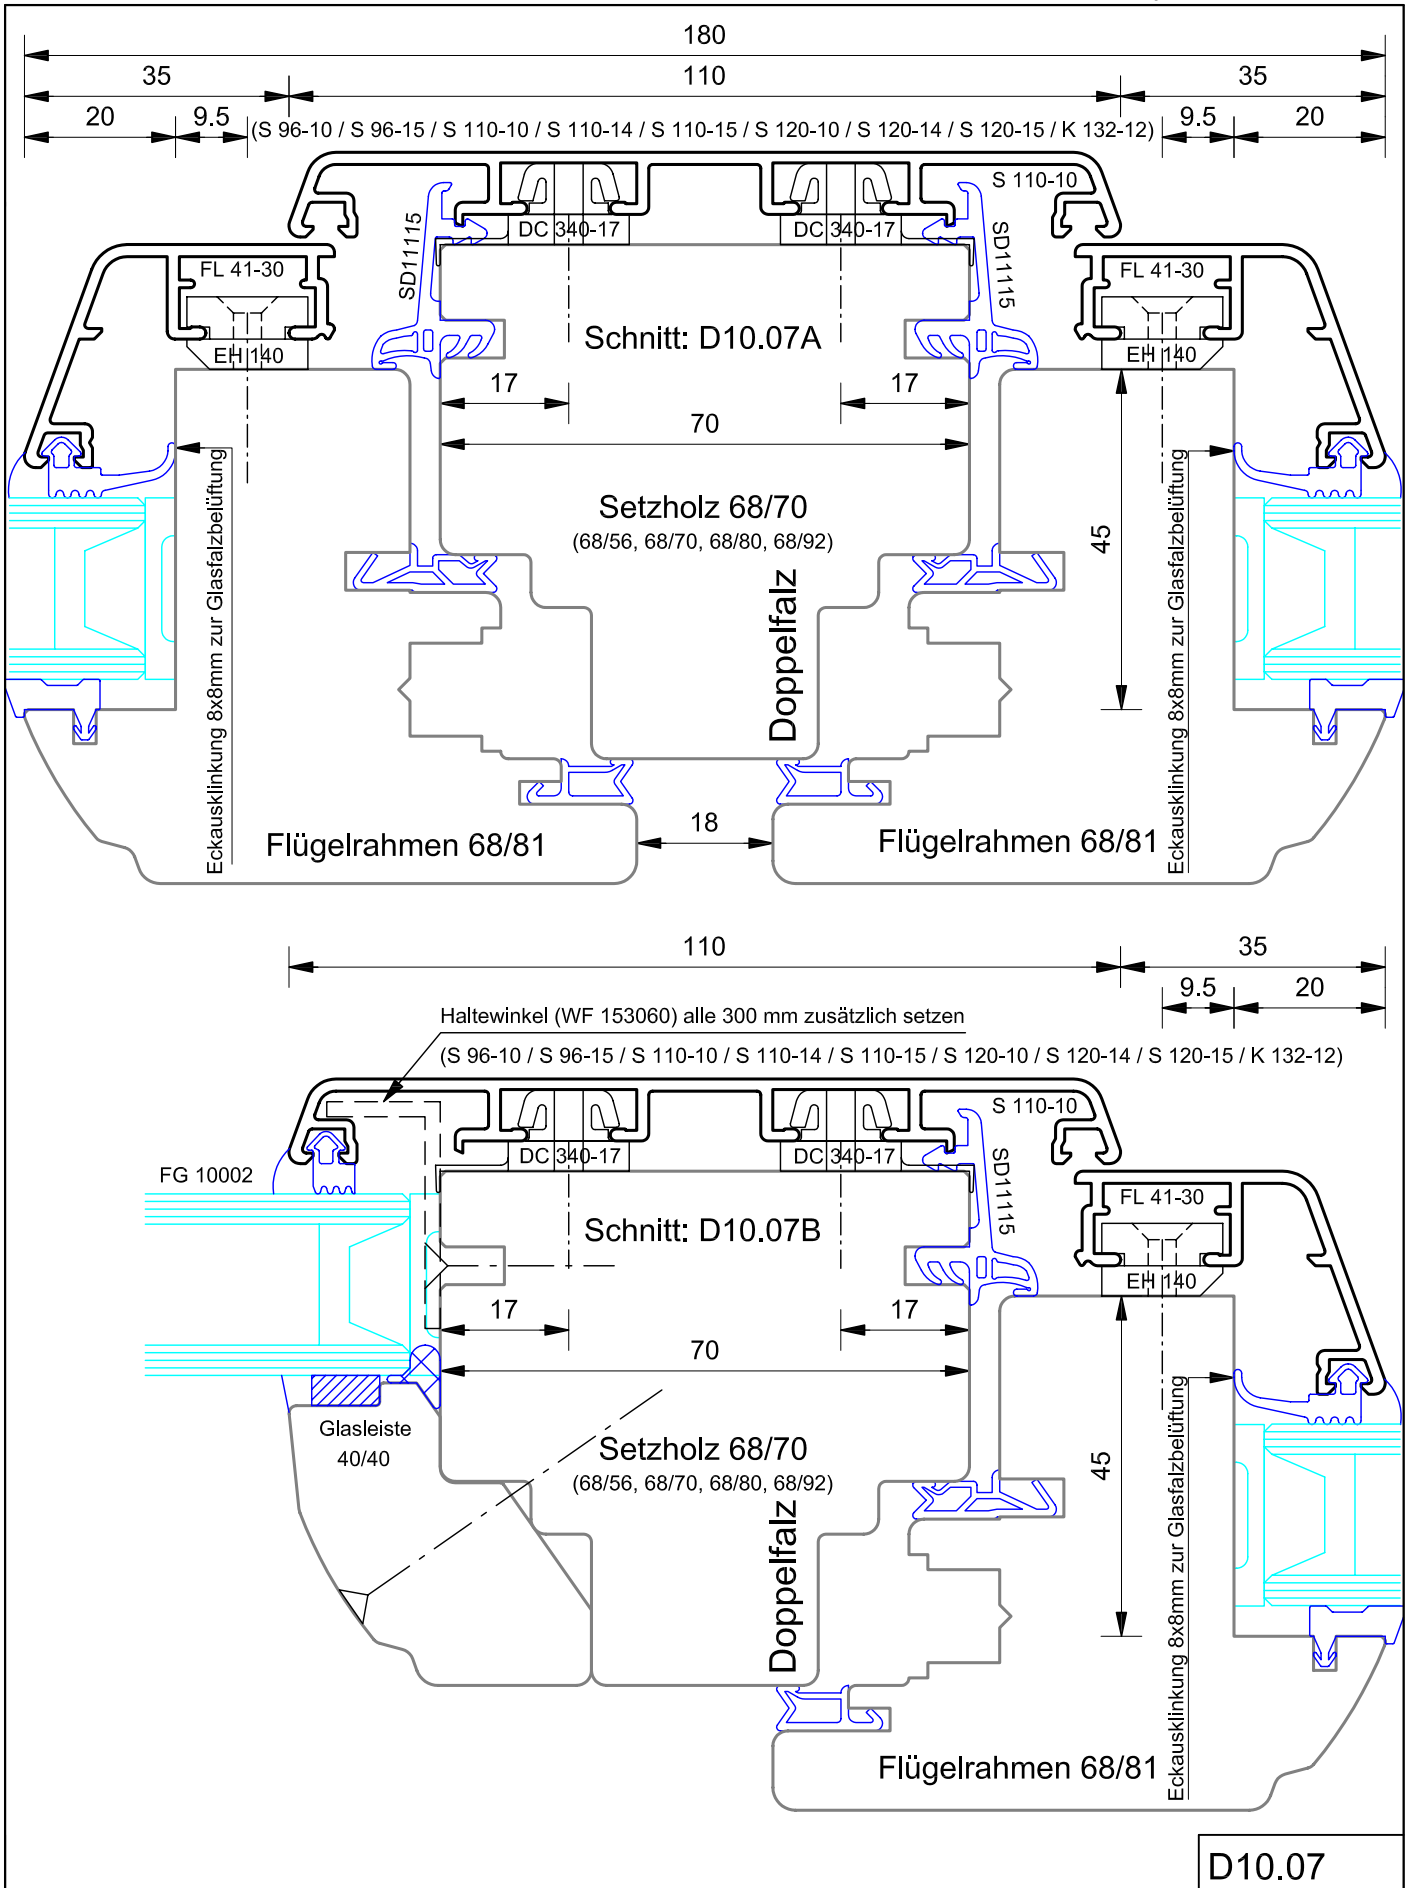 180
35
110
35
20
9.5
(S 96-10 / S 96-15 / S 110-10 / S 110-14 / S 110-15 / S 120-10 / S 120-14 / S 120-15 / K 132-12)
9.5
20
S 110-10
DC 340-17
DC 340-17
SD11115
SD11115
FL 41-30
FL 41-30
EH 140
EH 140
Schnitt: D10.07A
17
17
70
Setzholz 68/70
(68/56, 68/70, 68/80, 68/92)
Doppelfalz
45
Eckausklinkung 8x8mm zur Glasfalzbelüftung
Eckausklinkung 8x8mm zur Glasfalzbelüftung
18
Flügelrahmen 68/81
Flügelrahmen 68/81
110
35
9.5
20
Haltewinkel (WF 153060) alle 300 mm zusätzlich setzen
(S 96-10 / S 96-15 / S 110-10 / S 110-14 / S 110-15 / S 120-10 / S 120-14 / S 120-15 / K 132-12)
S 110-10
DC 340-17
DC 340-17
SD11115
FG 10002
FL 41-30
EH 140
Schnitt: D10.07B
17
17
70
Glasleiste
40/40
Setzholz 68/70
(68/56, 68/70, 68/80, 68/92)
Doppelfalz
45
Eckausklinkung 8x8mm zur Glasfalzbelüftung
Flügelrahmen 68/81
D10.07